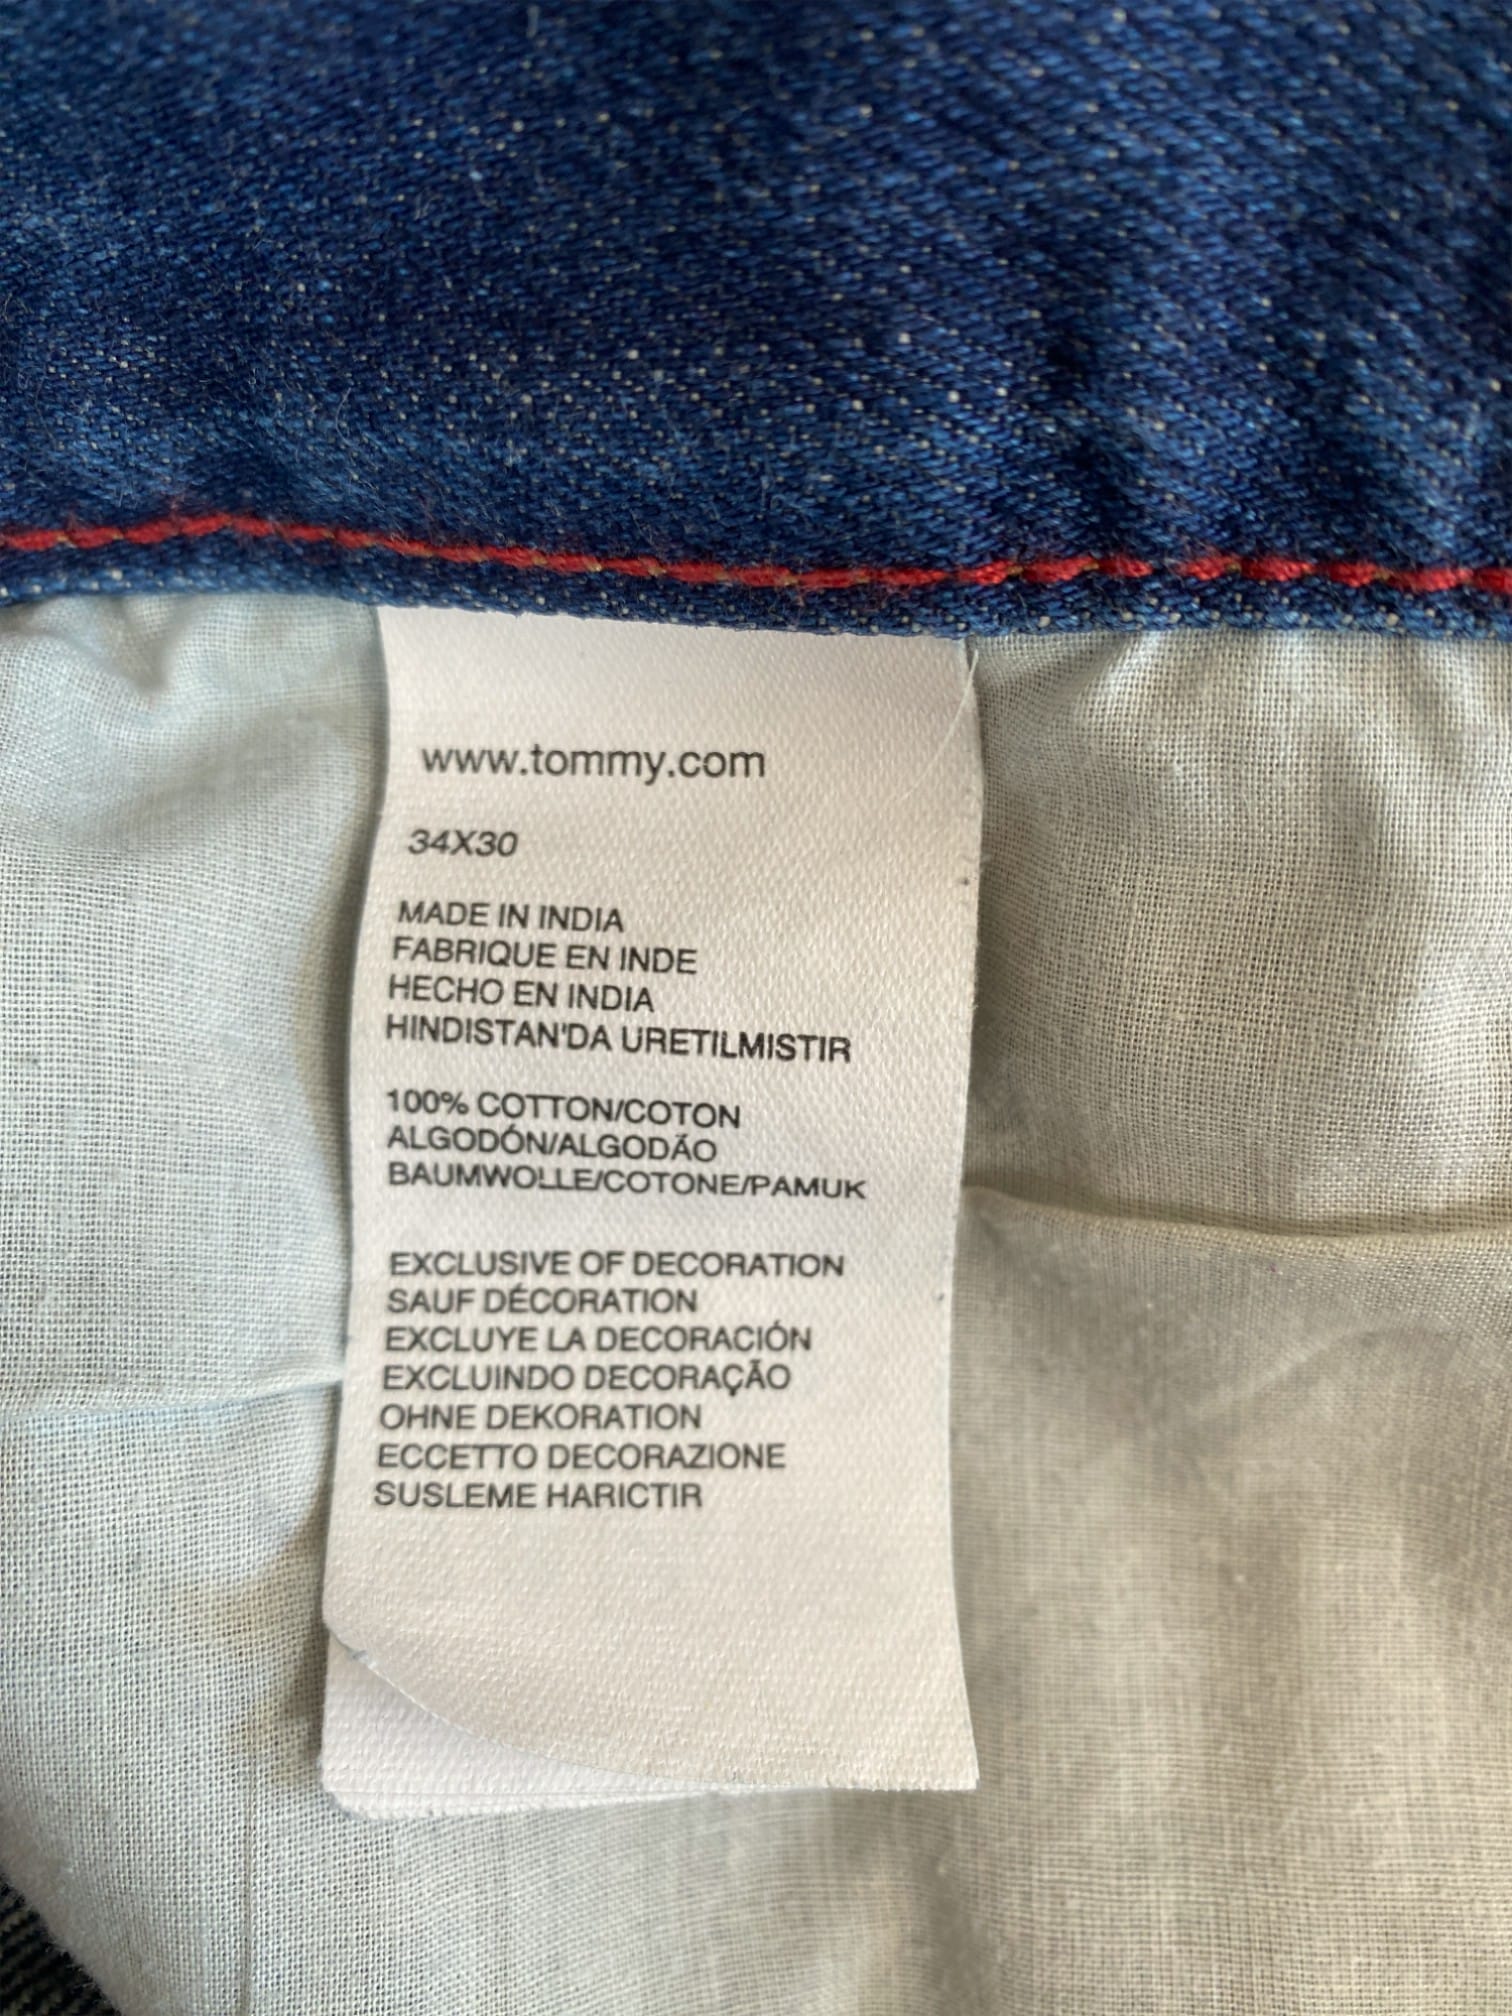 www.tommy.com
34X30
MADE IN INDIA
FABRIQUE EN INDE
HECHO EN INDIA
HINDISTAN'DA URETILMISTIR
100% COTTON/COTON
ALGODÓN/ALGODÃO
BAUMWOLLE/COTONE/PAMUK
EXCLUSIVE OF DECORATION
SAUF DÉCORATION
EXCLUYE LA DECORACIÓN
EXCLUINDO DECORAÇÃO
OHNE DEKORATION
ECCETTO DECORAZIONE
SUSLEME HARICTIR